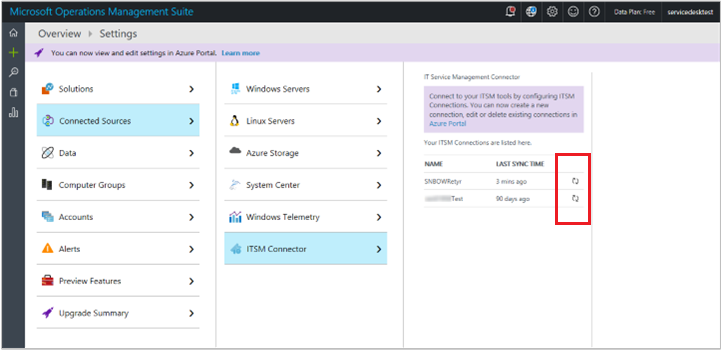 Microsoft Operations Management Suite
Data Plan: Free
servicedesktest
Overview
Settings
You can now view and edit settings in Azure Portal. Learn more
Solutions
Connected Sources
Data
Computer Groups
Accounts
Alerts
Preview Features
Upgrade Summary
Windows Servers
Linux Servers
Azure Storage
System Center
Windows Telemetry
ITSM Connector
IT Service Management Connector
Connect to your ITSM tools by configuring ITSM
Connections. You can now create a new
connection, edit or delete existing connections in
Azure Portal
Your ITSM Connections are listed here.
NAME LAST SYNC TIME
SNBOWRetyr 3 mins ago
Test 90 days ago